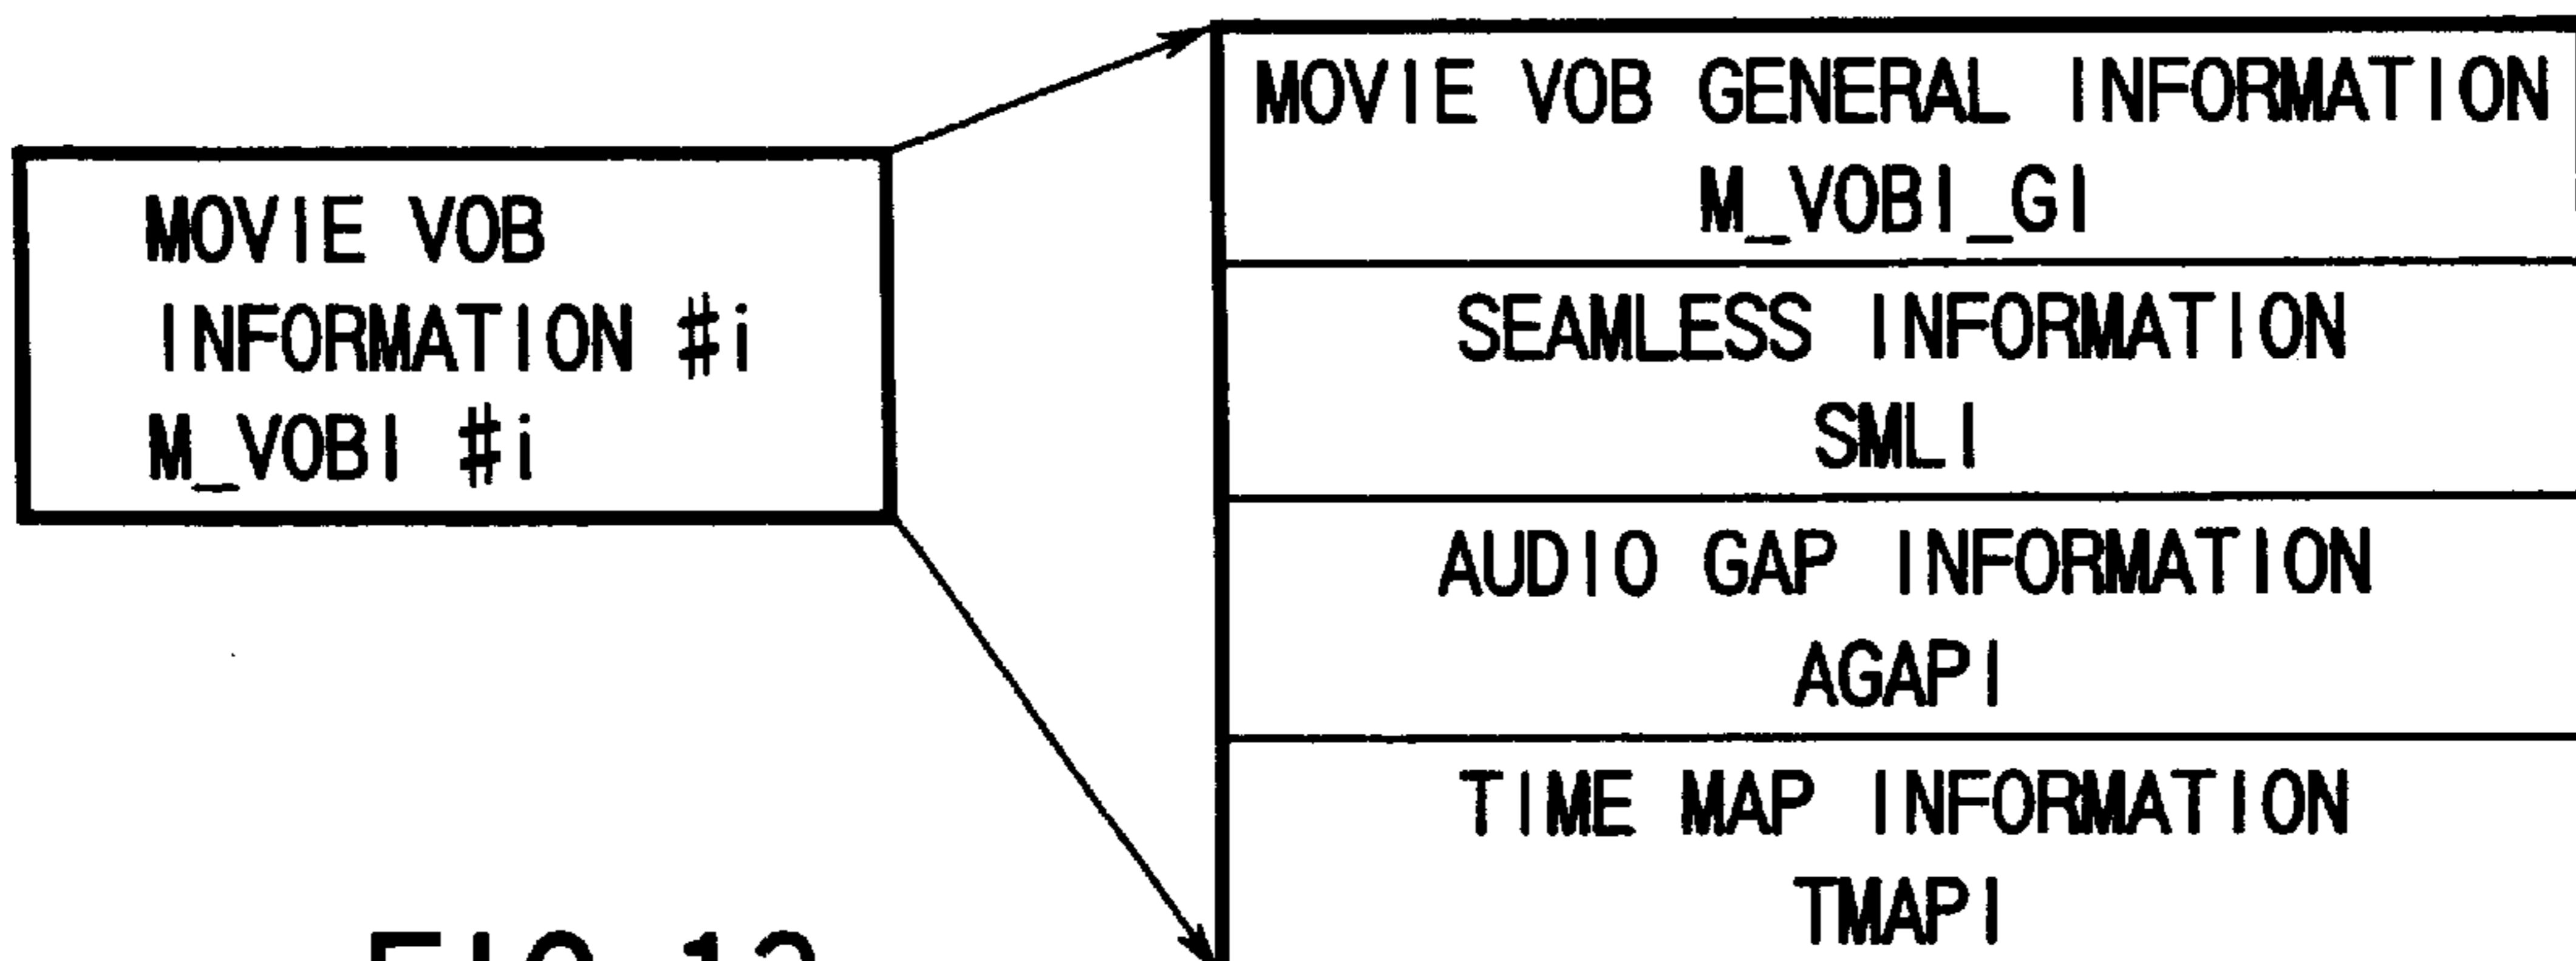 MOVIE VOB
INFORMATION #i
M_VOBI #i
MOVIE VOB GENERAL INFORMATION
M_VOBI_GI
SEAMLESS INFORMATION
SMLI
AUDIO GAP INFORMATION
AGAPI
TIME MAP INFORMATION
TMAPI